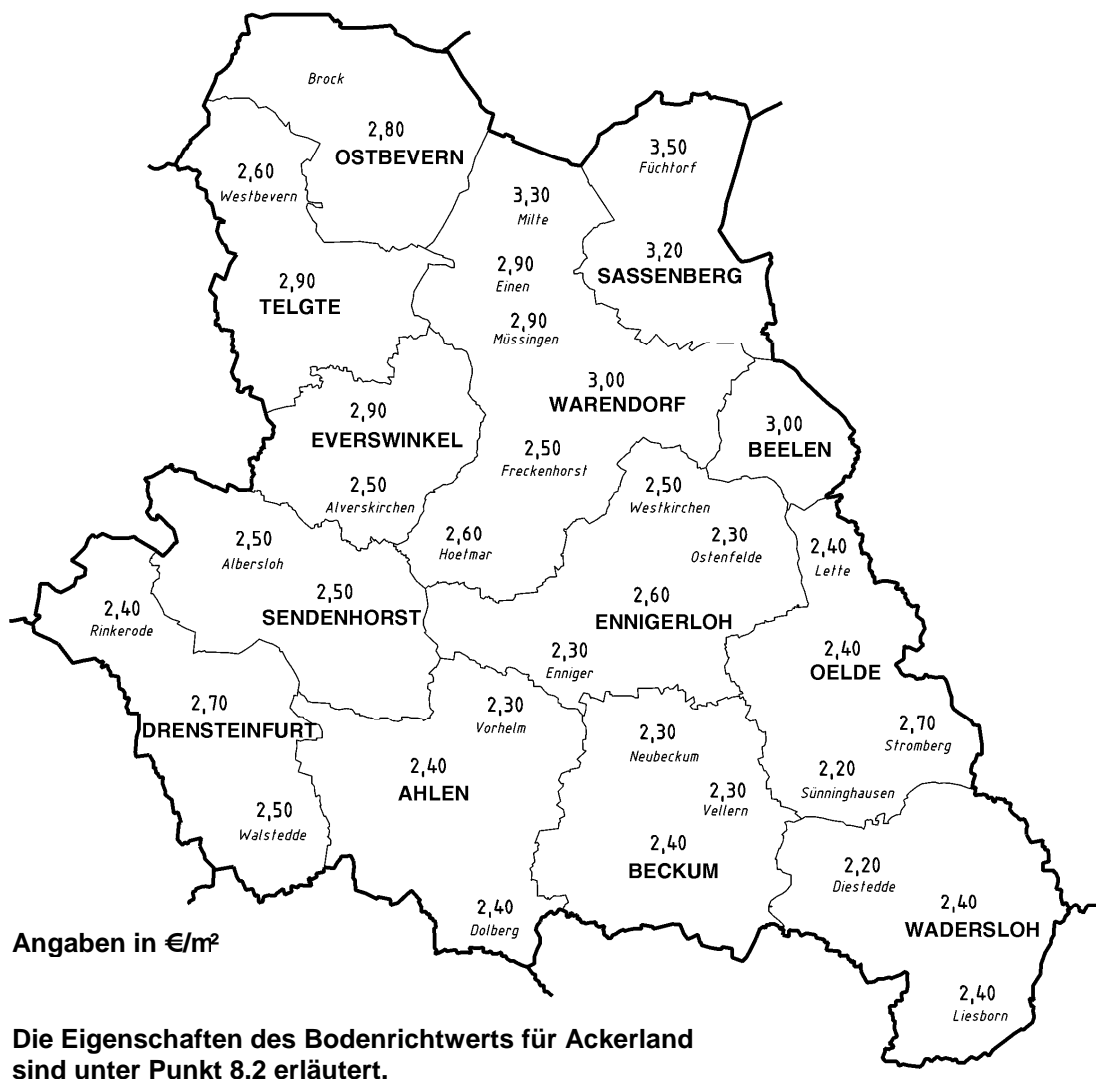 Brock
2,80
OSTBEVERN
3,50
Füchtorf
2,60
Westbevern
3,30
Milte
3,20
SASSENBERG
2,90
Einen
2,90
TELGTE
2,90
Müssingen
3,00
WARENDORF
2,90
EVERSWINKEL
3,00
BEELEN
2,50
Freckenhorst
2,50
Alverskirchen
2,50
Westkirchen
2,30
Ostenfelde
2,60
Hoetmar
2,50
Albersloh
2,40
Lette
2,50
SENDENHORST
2,60
ENNIGERLOH
2,40
Rinkerode
2,30
Enniger
2,40
OELDE
2,70
DRENSTEINFURT
2,30
Vorhelm
2,30
Neubeckum
2,70
Stromberg
2,40
AHLEN
2,30
Vellern
2,20
Sünninghausen
2,50
Walstedde
2,40
BECKUM
2,20
Diestedde
2,40
WADERSLOH
2,40
Dolberg
2,40
Liesborn
Angaben in €/m²
Die Eigenschaften des Bodenrichtwerts für Ackerland
sind unter Punkt 8.2 erläutert.